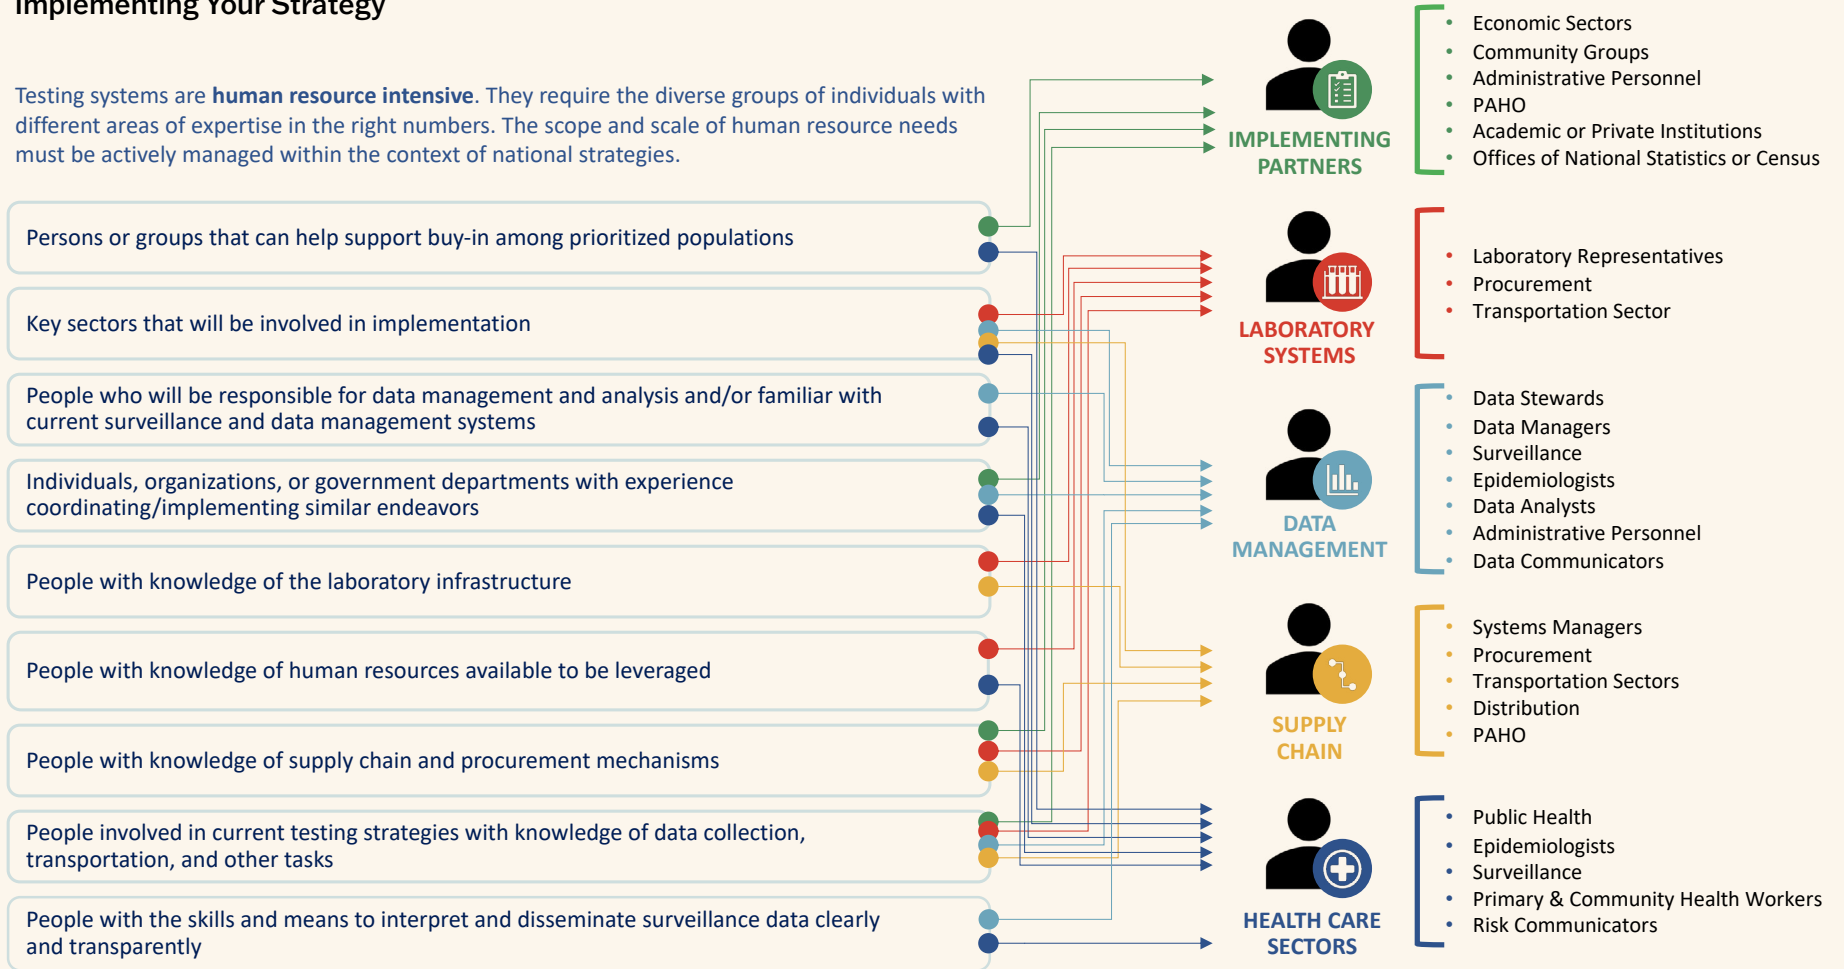 Implementing Your Strategy
Testing systems are human resource intensive. They require the diverse groups of individuals with
different areas of expertise in the right numbers. The scope and scale of human resource needs
must be actively managed within the context of national strategies.
Persons or groups that can help support buy-in among prioritized populations
Key sectors that will be involved in implementation
People who will be responsible for data management and analysis and/or familiar with
current surveillance and data management systems
Individuals, organizations, or government departments with experience
coordinating/implementing similar endeavors
People with knowledge of the laboratory infrastructure
People with knowledge of human resources available to be leveraged
People with knowledge of supply chain and procurement mechanisms
People involved in current testing strategies with knowledge of data collection,
transportation, and other tasks
People with the skills and means to interpret and disseminate surveillance data clearly
and transparently
IMPLEMENTING
PARTNERS
• Economic Sectors
• Community Groups
• Administrative Personnel
• PAHO
• Academic or Private Institutions
• Offices of National Statistics or Census
LABORATORY
SYSTEMS
• Laboratory Representatives
• Procurement
• Transportation Sector
DATA
MANAGEMENT
• Data Stewards
• Data Managers
• Surveillance
• Epidemiologists
• Data Analysts
• Administrative Personnel
• Data Communicators
SUPPLY
CHAIN
• Systems Managers
• Procurement
• Transportation Sectors
• Distribution
• PAHO
HEALTH CARE
SECTORS
• Public Health
• Epidemiologists
• Surveillance
• Primary & Community Health Workers
• Risk Communicators